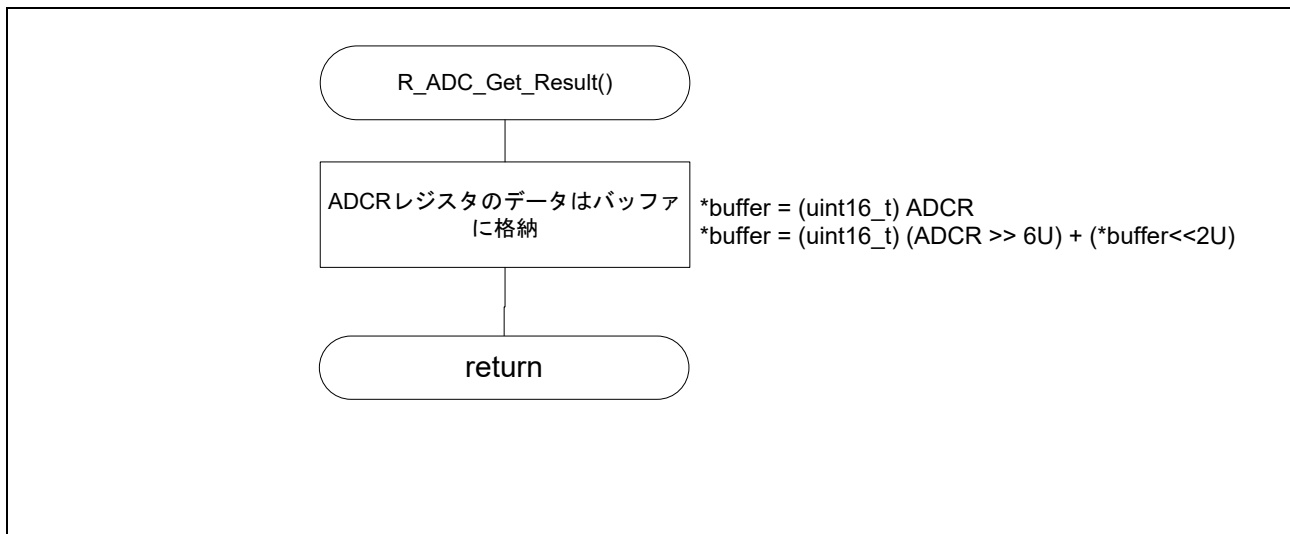 R_ADC_Get_Result()
ADCRレジスタのデータはバッファ
に格納
*buffer = (uint16_t) ADCR
*buffer = (uint16_t) (ADCR >> 6U) + (*buffer<<2U)
return